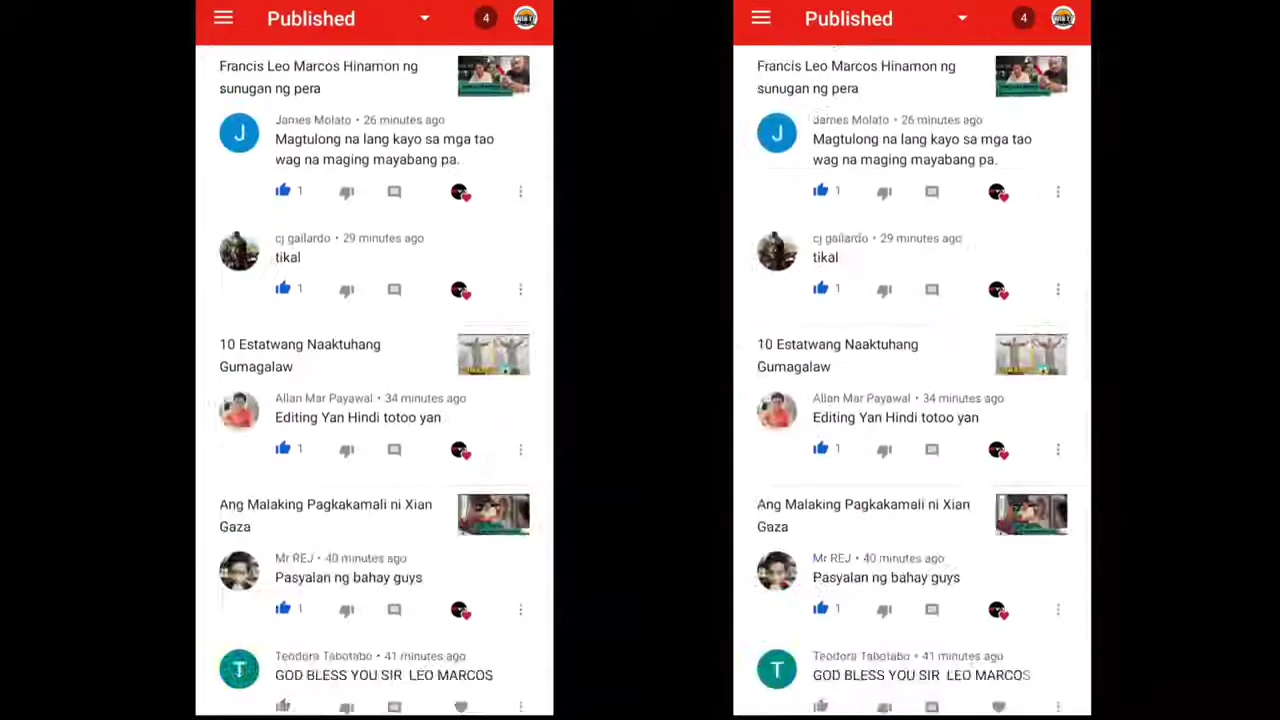 Published
4
Francis Leo Marcos Hinamon ng
sunugan ng pera
James Molato • 26 minutes ago
Magtulong na lang kayo sa mga tao
wag na maging mayabang pa.
1
cj gallardo • 29 minutes ago
tikal
1
10 Estatwang Naaktuhang
Gumagalaw
Allan Mar Payawal • 34 minutes ago
Editing Yan Hindi totoo yan
1
Ang Malaking Pagkakamali ni Xian
Gaza
Mr REJ • 40 minutes ago
Pasyalan ng bahay guys
1
T
Teodora Tabotabo • 41 minutes ago
GOD BLESS YOU SIR LEO MARCOS
Published
4
Francis Leo Marcos Hinamon ng
sunugan ng pera
J
James Molato • 26 minutes ago
Magtulong na lang kayo sa mga tao
wag na maging mayabang pa.
1
cj gallardo • 29 minutes ago
tikal
1
10 Estatwang Naaktuhang
Gumagalaw
Allan Mar Payawal • 34 minutes ago
Editing Yan Hindi totoo yan
1
Ang Malaking Pagkakamali ni Xian
Gaza
Mr REJ • 40 minutes ago
Pasyalan ng bahay guys
1
T
Teodora Tabotabo • 41 minutes ago
GOD BLESS YOU SIR LEO MARCOS